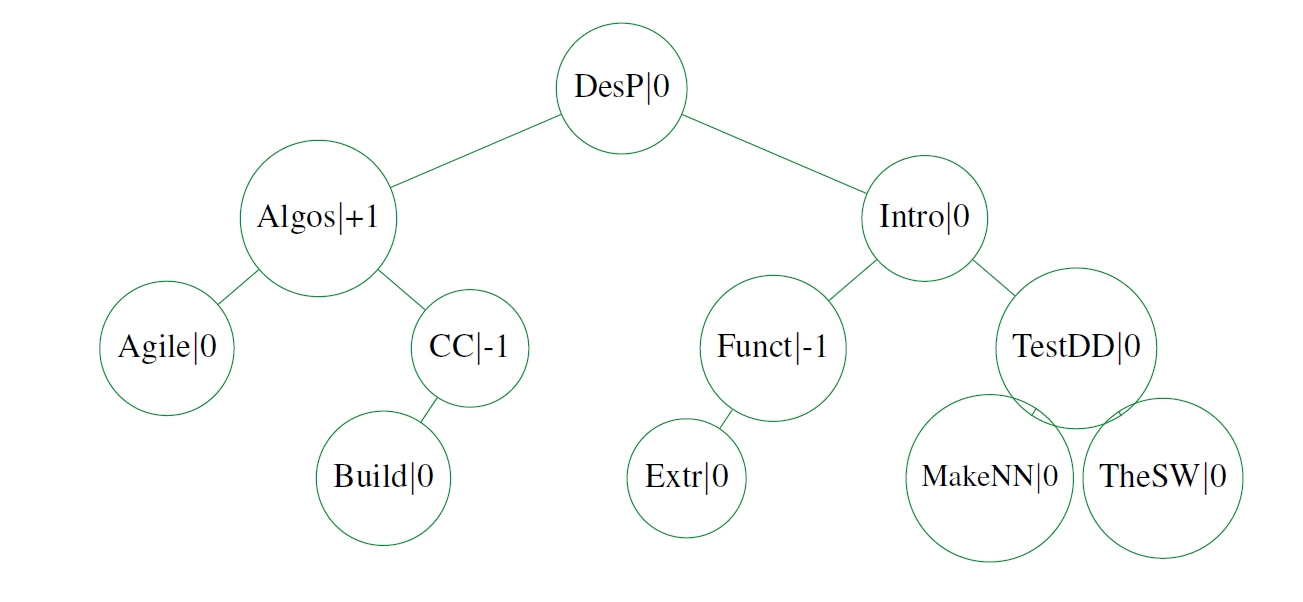 DesP|0
Algos|+1
Intro|0
Agile|0
CC|-1
Funct|-1
TestDD|0
Build|0
Extr|0
MakeNN|0
TheSW|0